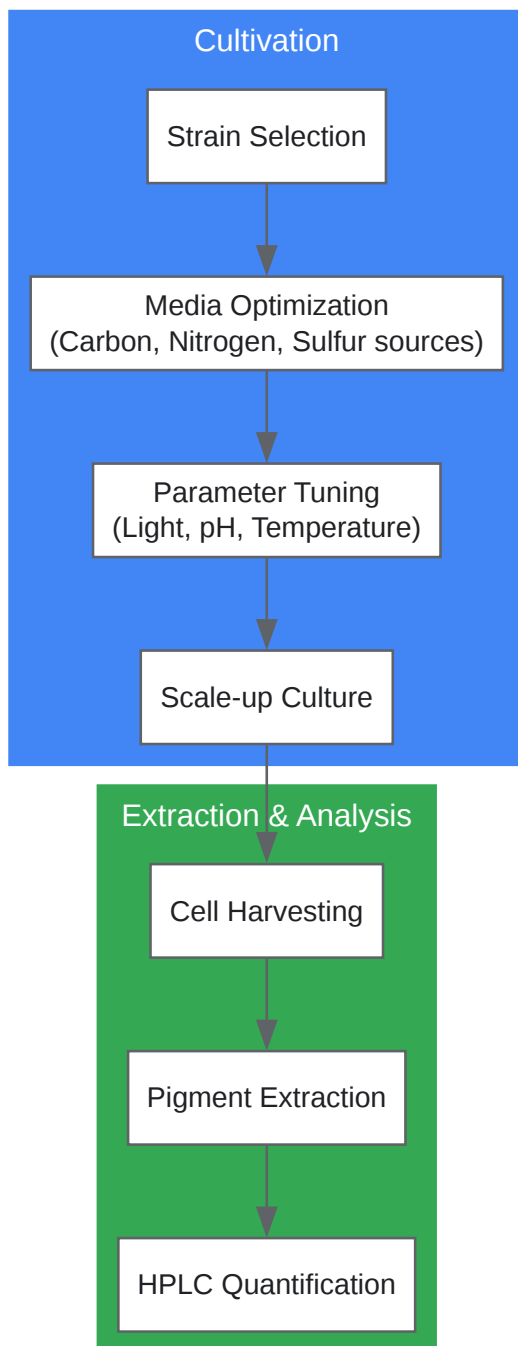 Cultivation
Strain Selection
Media Optimization
(Carbon, Nitrogen, Sulfur sources)
Parameter Tuning
(Light, pH, Temperature)
Scale-up Culture
Extraction & Analysis
Cell Harvesting
Pigment Extraction
HPLC Quantification